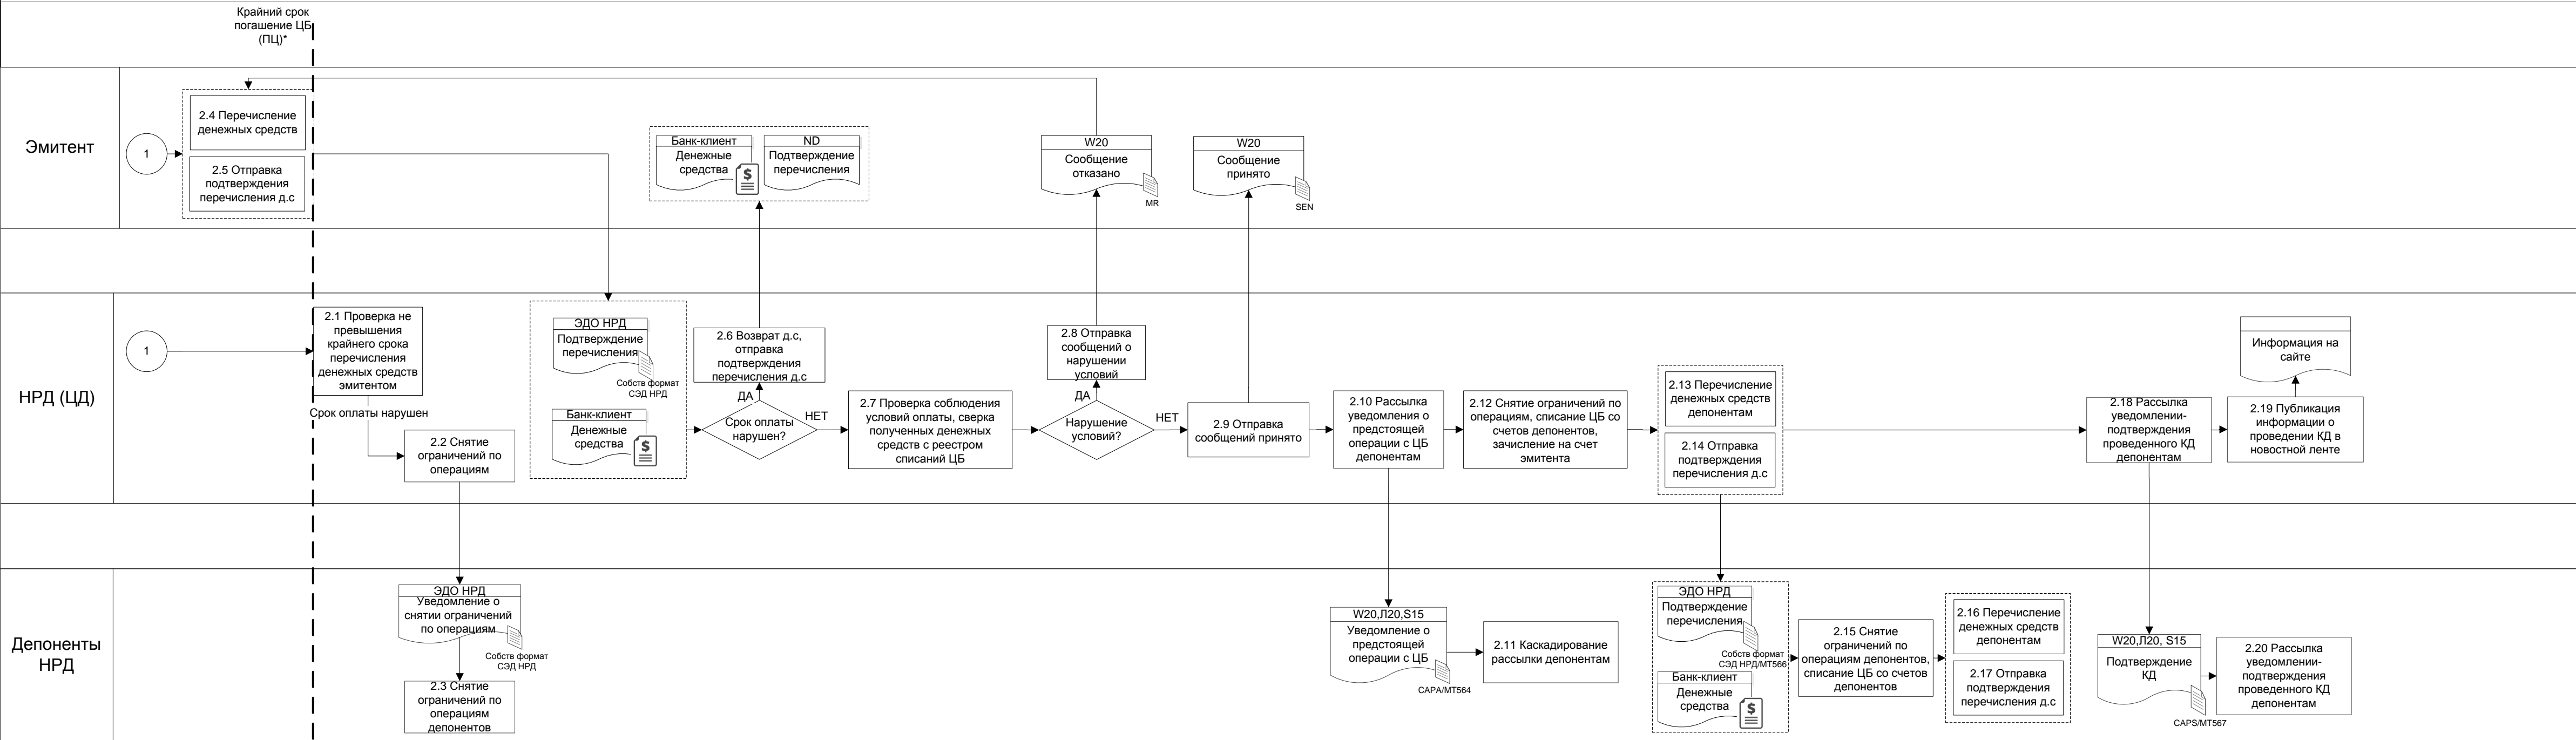 Крайний срок
погашение ЦБ
(ПЦ)*
Эмитент
1
2.4 Перечисление
денежных средств
2.5 Отправка
подтверждения
перечисления д.с
Банк-клиент
Денежные
средства
ND
Подтверждение
перечисления
W20
Сообщение
отказано
MR
W20
Сообщение
принято
SEN
НРД (ЦД)
1
2.1 Проверка не
превышения
крайнего срока
перечисления
денежных средств
эмитентом
Срок оплаты нарушен
2.2 Снятие
ограничений по
операциям
ЭДО НРД
Подтверждение
перечисления
Собств формат
СЭД НРД
Банк-клиент
Денежные
средства
2.6 Возврат д.с,
отправка
подтверждения
перечисления д.с
ДА
Срок оплаты
нарушен?
НЕТ
2.7 Проверка соблюдения
условий оплаты, сверка
полученных денежных
средств с реестром
списаний ЦБ
2.8 Отправка
сообщений о
нарушении
условий
ДА
Нарушение
условий?
НЕТ
2.9 Отправка
сообщений принято
2.10 Рассылка
уведомления о
предстоящей
операции с ЦБ
депонентам
2.12 Снятие ограничений по
операциям, списание ЦБ со
счетов депонентов,
зачисление на счет
эмитента
2.13 Перечисление
денежных средств
депонентам
2.14 Отправка
подтверждения
перечисления д.с
2.18 Рассылка
уведомлении-
подтверждения
проведенного КД
депонентам
2.19 Публикация
информации о
проведении КД в
новостной ленте
Информация на
сайте
Депоненты
НРД
ЭДО НРД
Уведомление о
снятии ограничений
по операциям
Собств формат
СЭД НРД
2.3 Снятие
ограничений по
операциям
депонентов
W20,Л20,S15
Уведомление о
предстоящей
операции с ЦБ
CAPA/MT564
2.11 Каскадирование
рассылки депонентам
ЭДО НРД
Подтверждение
перечисления
Собств формат
СЭД НРД/MT566
Банк-клиент
Денежные
средства
2.15 Снятие
ограничений по
операциям депонентов,
списание ЦБ со счетов
депонентов
2.16 Перечисление
денежных средств
депонентам
2.17 Отправка
подтверждения
перечисления д.с
W20,Л20, S15
Подтверждение
КД
CAPS/MT567
2.20 Рассылка
уведомлении-
подтверждения
проведенного КД
депонентам